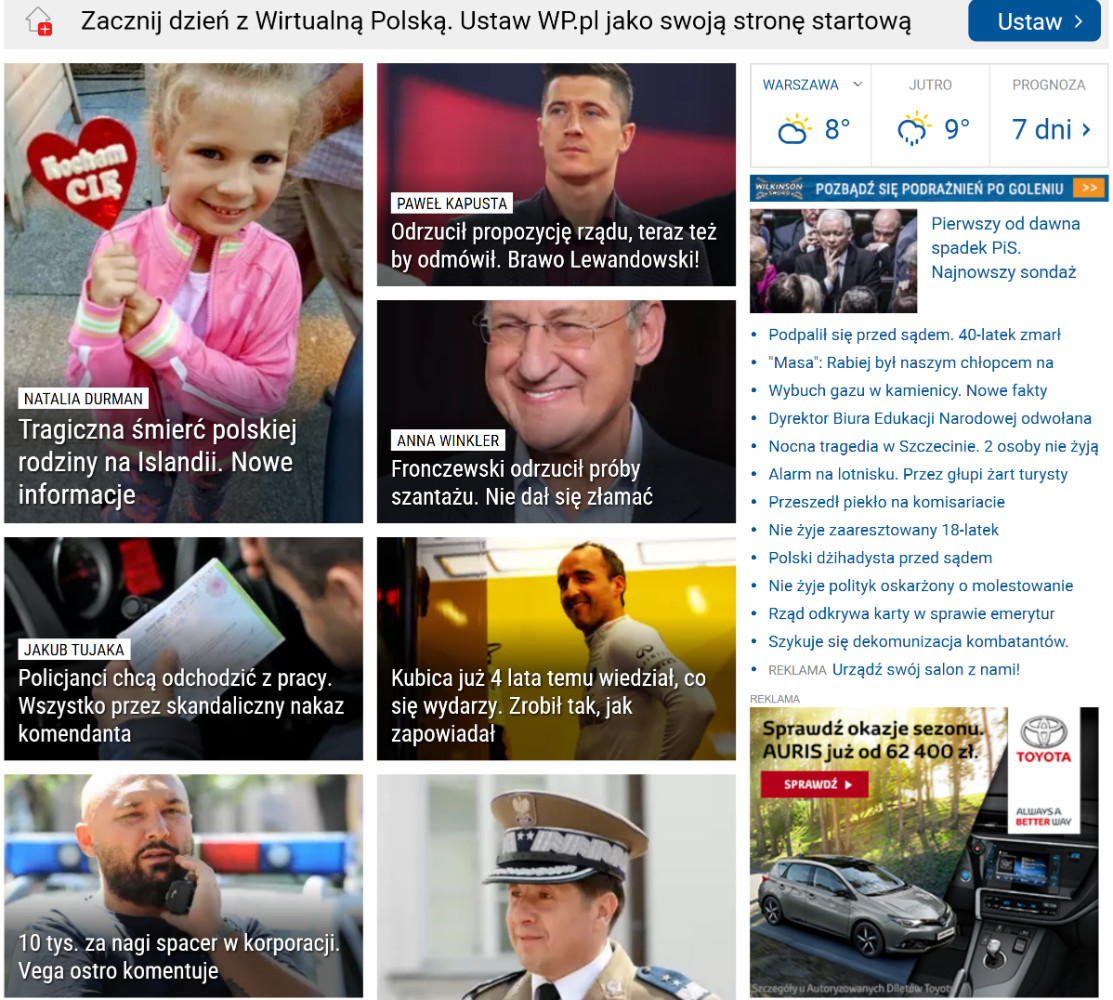 Zacznij dzień z Wirtualną Polską. Ustaw WP.pl jako swoją stronę startową
Ustaw
Kocham
CIĘ
NATALIA DURMAN
Tragiczna śmierć polskiej
rodziny na Islandii. Nowe
informacje
PAWEŁ KAPUSTA
Odrzucił propozycję rządu, teraz też
by odmówił. Brawo Lewandowski!
ANNA WINKLER
Fronczewski odrzucił próby
szantażu. Nie dał się złamać
JAKUB TUJAKA
Policjanci chcą odchodzić z pracy.
Wszystko przez skandaliczny nakaz
komendanta
Kubica już 4 lata temu wiedział, co
się wydarzy. Zrobił tak, jak
zapowiadał
10 tys. za nagi spacer w korporacji.
Vega ostro komentuje
WARSZAWA
8°
JUTRO
9°
PROGNOZA
7 dni
WILKINSON
SWORD
POZBĄDŹ SIĘ PODRAŻNIEŃ PO GOLENIU >>
Pierwszy od dawna
spadek PiS.
Najnowszy sondaż
Podpalił się przed sądem. 40-latek zmarł
"Masa": Rabiej był naszym chłopcem na
Wybuch gazu w kamienicy. Nowe fakty
Dyrektor Biura Edukacji Narodowej odwołana
Nocna tragedia w Szczecinie. 2 osoby nie żyją
Alarm na lotnisku. Przez głupi żart turysty
Przeszedł piekło na komisariacie
Nie żyje zaaresztowany 18-latek
Polski dżihadysta przed sądem
Nie żyje polityk oskarżony o molestowanie
Rząd odkrywa karty w sprawie emerytur
Szykuje się dekomunizacja kombatantów.
REKLAMA Urządź swój salon z nami!
REKLAMA
Sprawdź okazje sezonu.
AURIS już od 62 400 zł.
SPRAWDŹ
TOYOTA
ALWAYS A
BETTER WAY
Szczegóły u Autoryzowanych Dilerów Toyoty